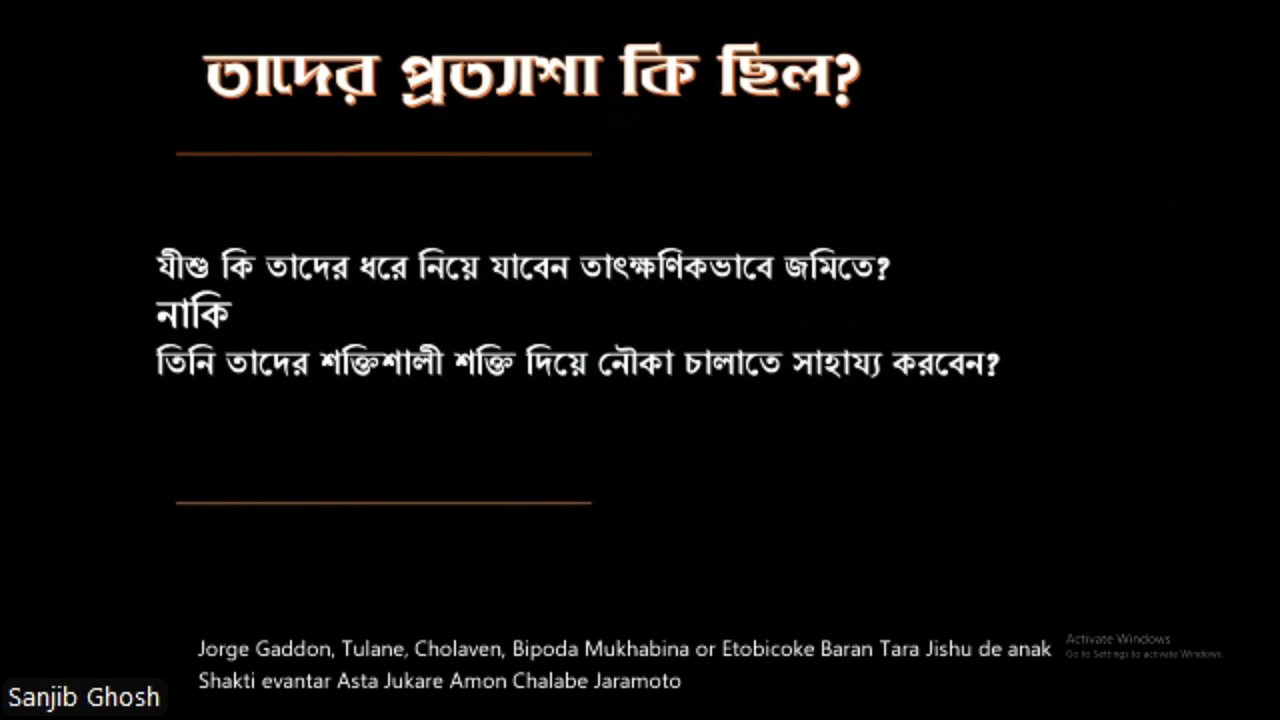 তাদের প্রত্যাশা কি ছিল?
যীশু কি তাদের ধরে নিয়ে যাবেন তাৎক্ষণিকভাবে জমিতে?
নাকি
তিনি তাদের শক্তিশালী শক্তি দিয়ে নৌকা চালাতে সাহায্য করবেন?
Jorge Gaddon, Tulane, Cholaven, Bipoda Mukhabina or Etobicoke Baran Tara Jishu de anak
Shakti evantar Asta Jukare Amon Chalabe Jaramoto
Activate Windows
Go to Settings to activate Windows.
Sanjib Ghosh